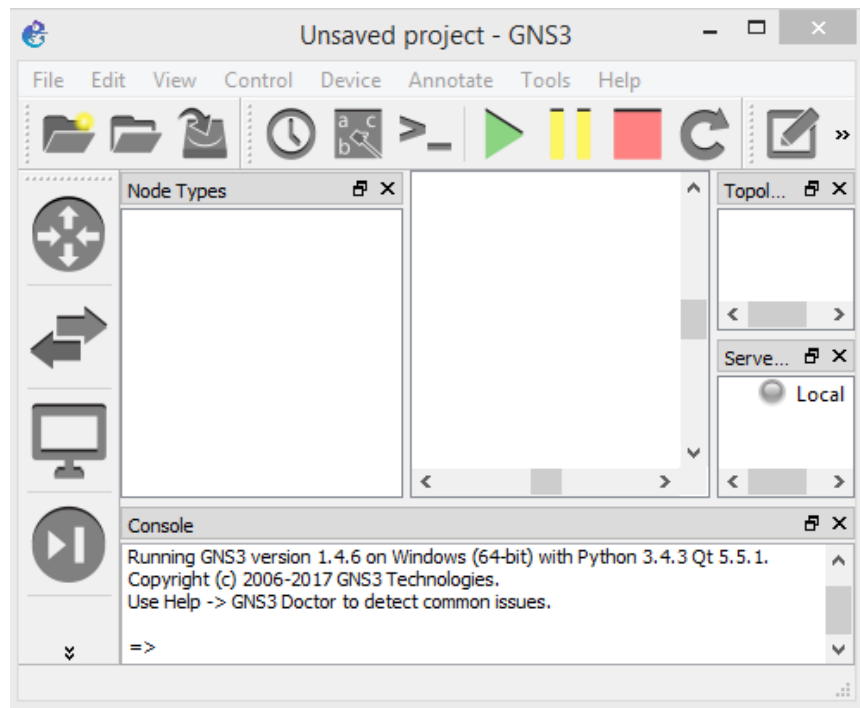 Unsaved project - GNS3
File Edit View Control Device Annotate Tools Help
Node Types
Topol...
Serve...
Local
Console
Running GNS3 version 1.4.6 on Windows (64-bit) with Python 3.4.3 Qt 5.5.1.
Copyright (c) 2006-2017 GNS3 Technologies.
Use Help -> GNS3 Doctor to detect common issues.
=>